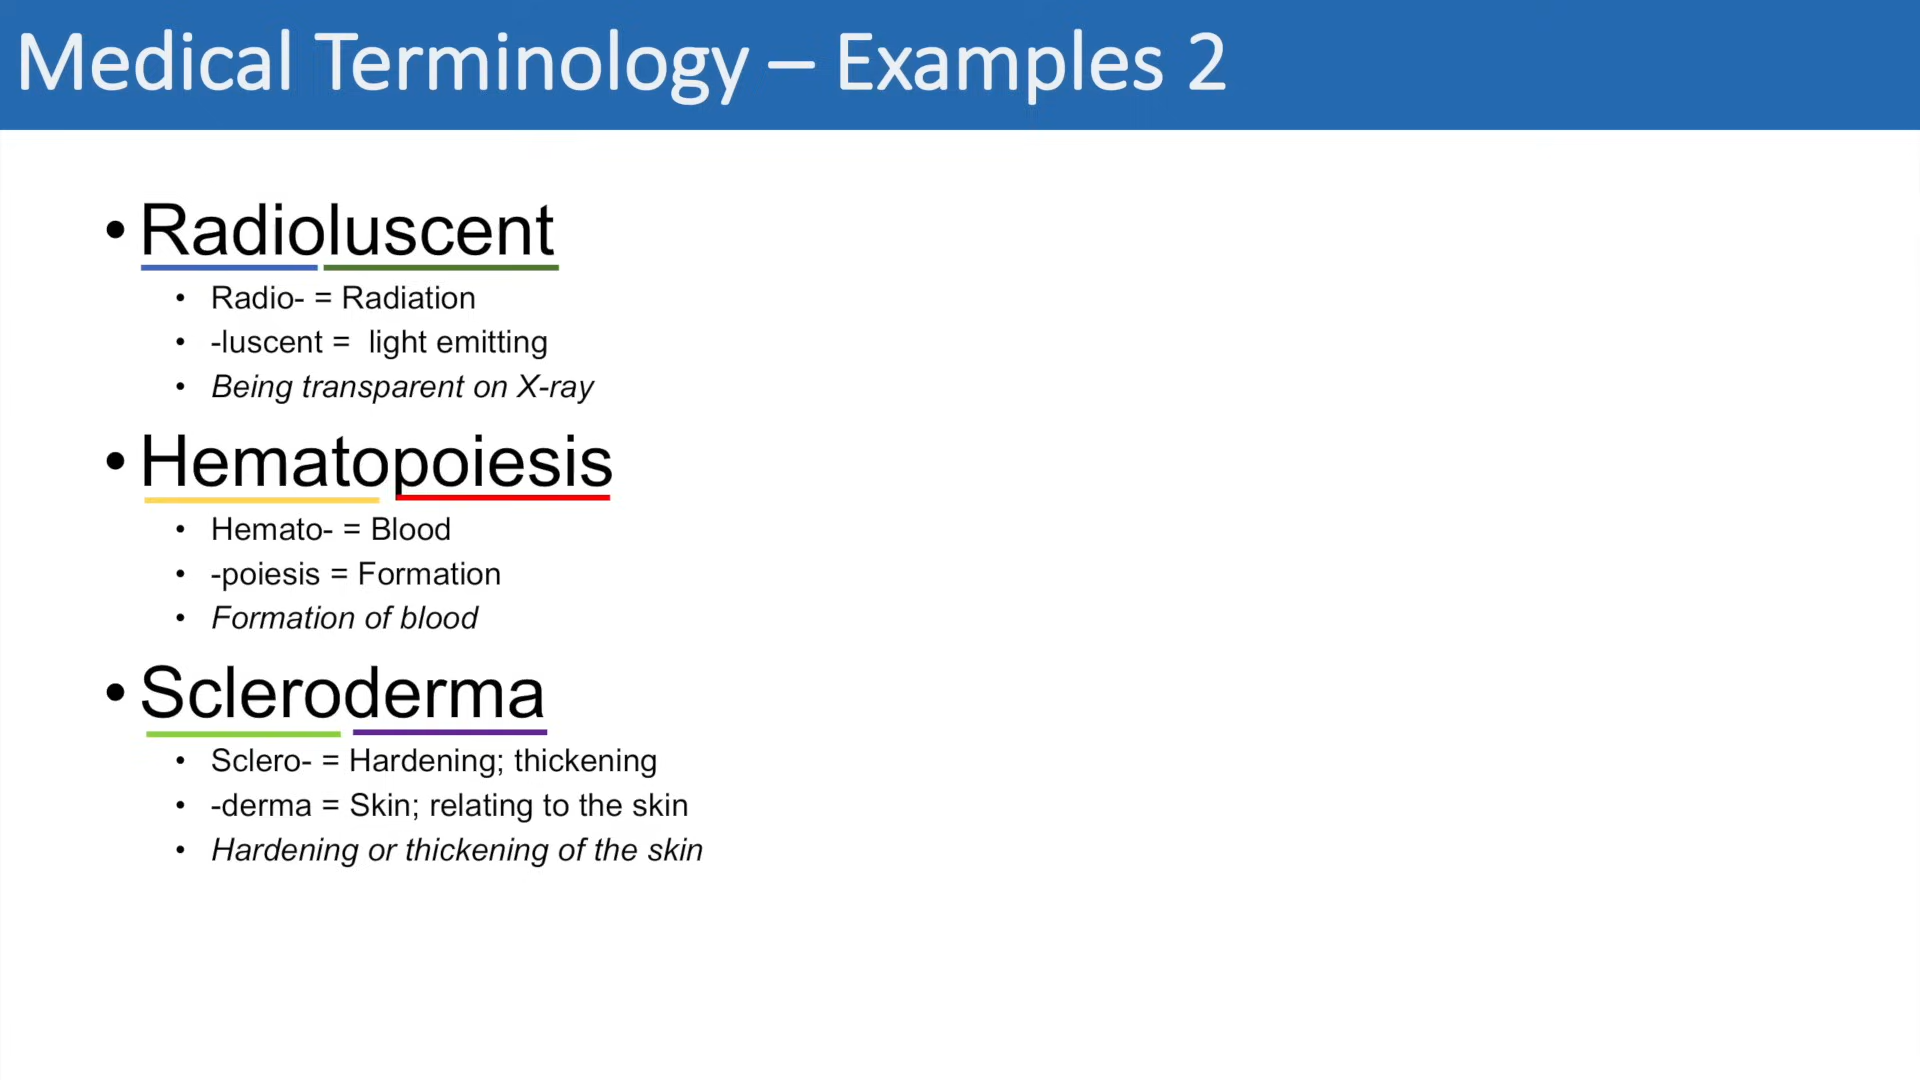 Medical Terminology – Examples 2
• Radioluscent
• Radio- = Radiation
• -luscent = light emitting
• Being transparent on X-ray
• Hematopoiesis
• Hemato- = Blood
• -poiesis = Formation
• Formation of blood
• Scleroderma
• Sclero- = Hardening; thickening
• -derma = Skin; relating to the skin
• Hardening or thickening of the skin